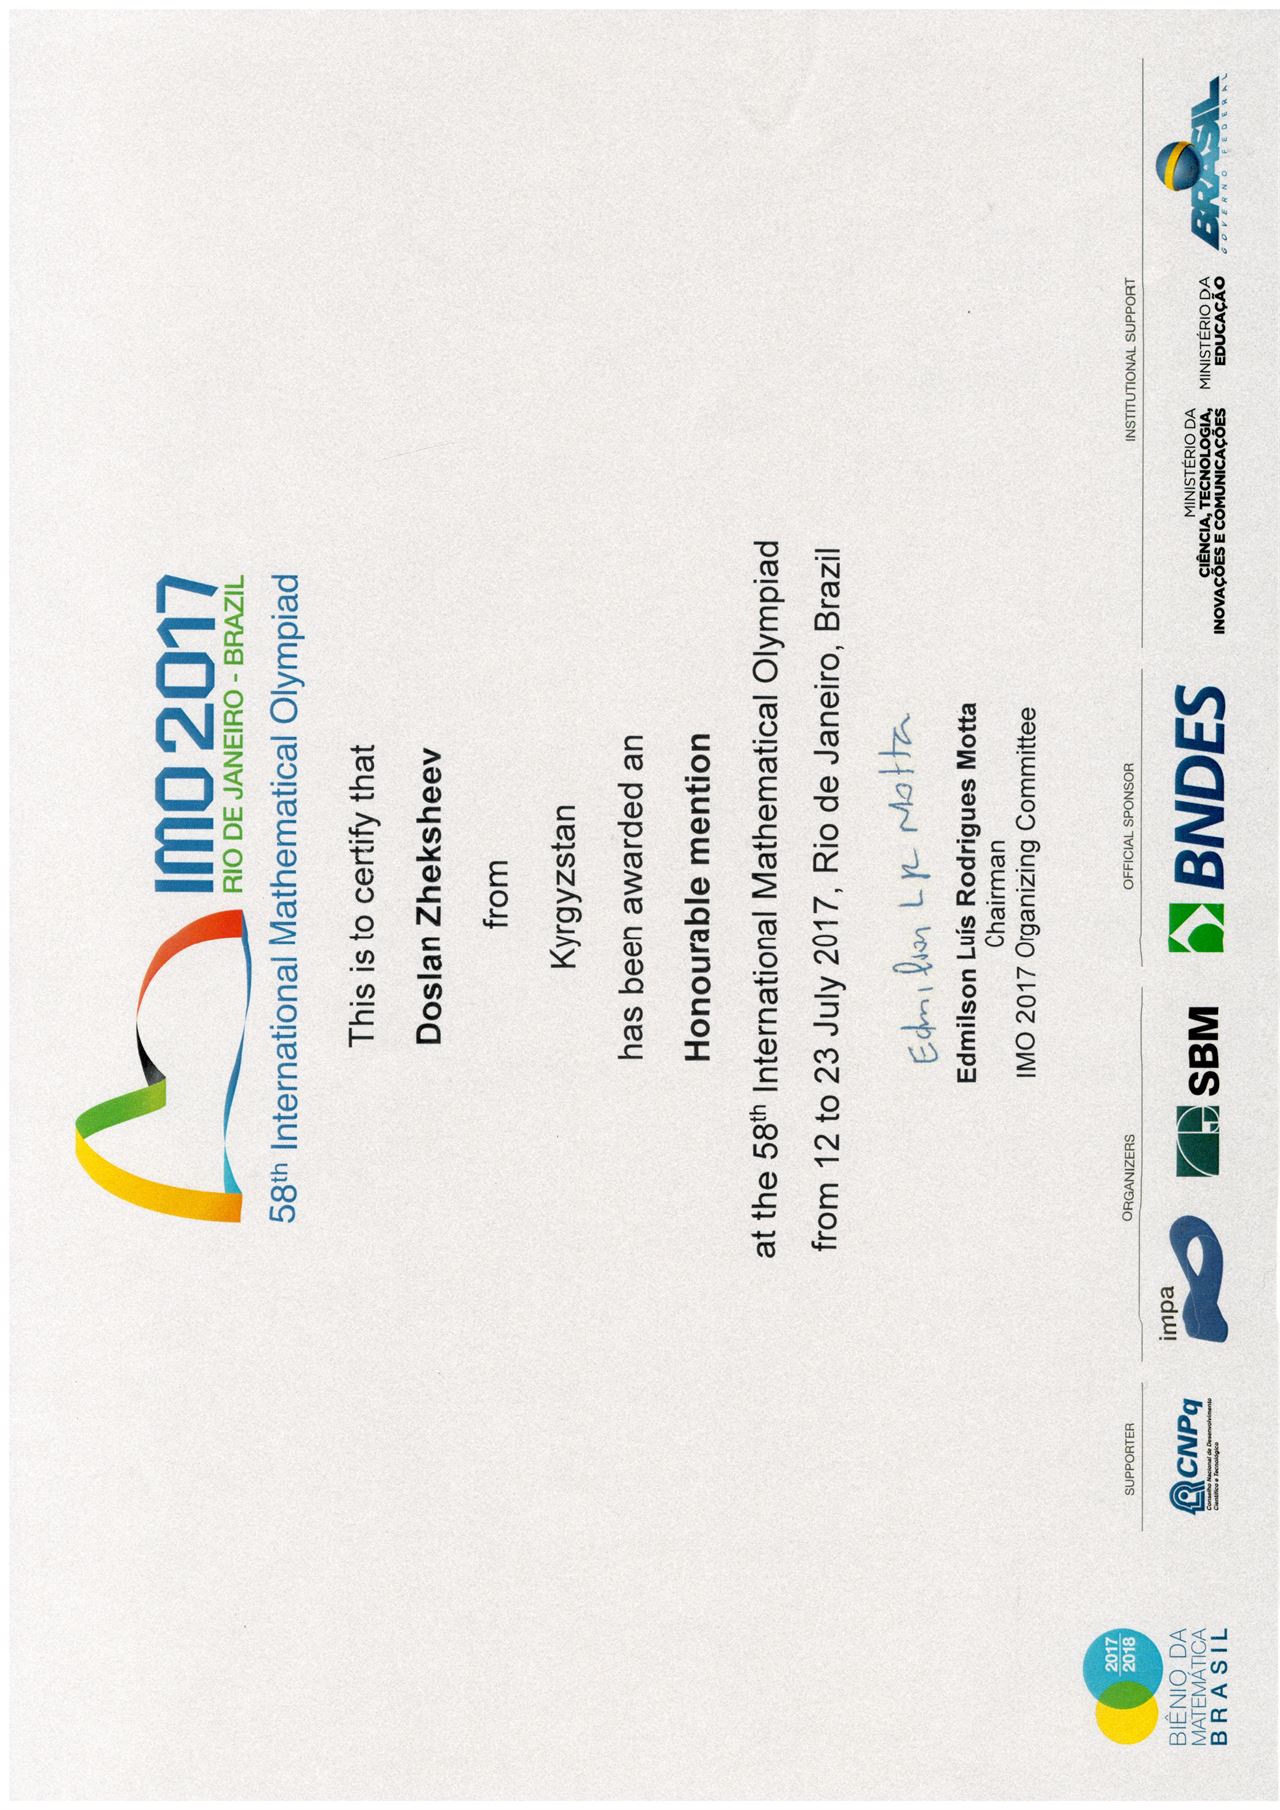 IMO 2017
RIO DE JANEIRO - BRAZIL
58th International Mathematical Olympiad
This is to certify that
Doslan Zheksheev
from
Kyrgyzstan
has been awarded an
Honourable mention
at the 58th International Mathematical Olympiad
from 12 to 23 July 2017, Rio de Janeiro, Brazil
Edmilson L R Motta
Edmilson Luís Rodrigues Motta
Chairman
IMO 2017 Organizing Committee
2017
2018
BIÊNIO DA
MATEMÁTICA
BRASIL
SUPPORTER
CNPq
Conselho Nacional de Desenvolvimento
Científico e Tecnológico
ORGANIZERS
impa
SBM
OFFICIAL SPONSOR
BNDES
INSTITUTIONAL SUPPORT
MINISTÉRIO DA
CIÊNCIA, TECNOLOGIA,
INOVAÇÕES E COMUNICAÇÕES
MINISTÉRIO DA
EDUCAÇÃO
BRASIL
GOVERNO FEDERAL